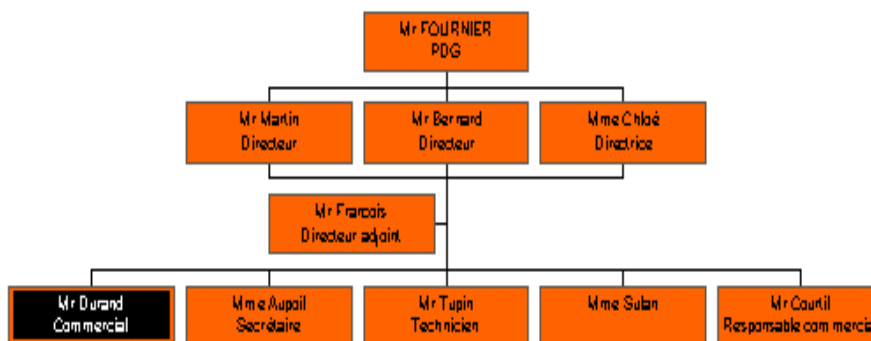 Mr FOURNIER
PDG
Mr Martin
Directeur
Mr Bernard
Directeur
Mme Chloé
Directrice
Mr Francois
Directeur adjoint
Mr Durand
Commercial
Mme Aupail
Secrétaire
Mr Tupin
Technicien
Mme Sulan
Mr Courtil
Responsable commercial